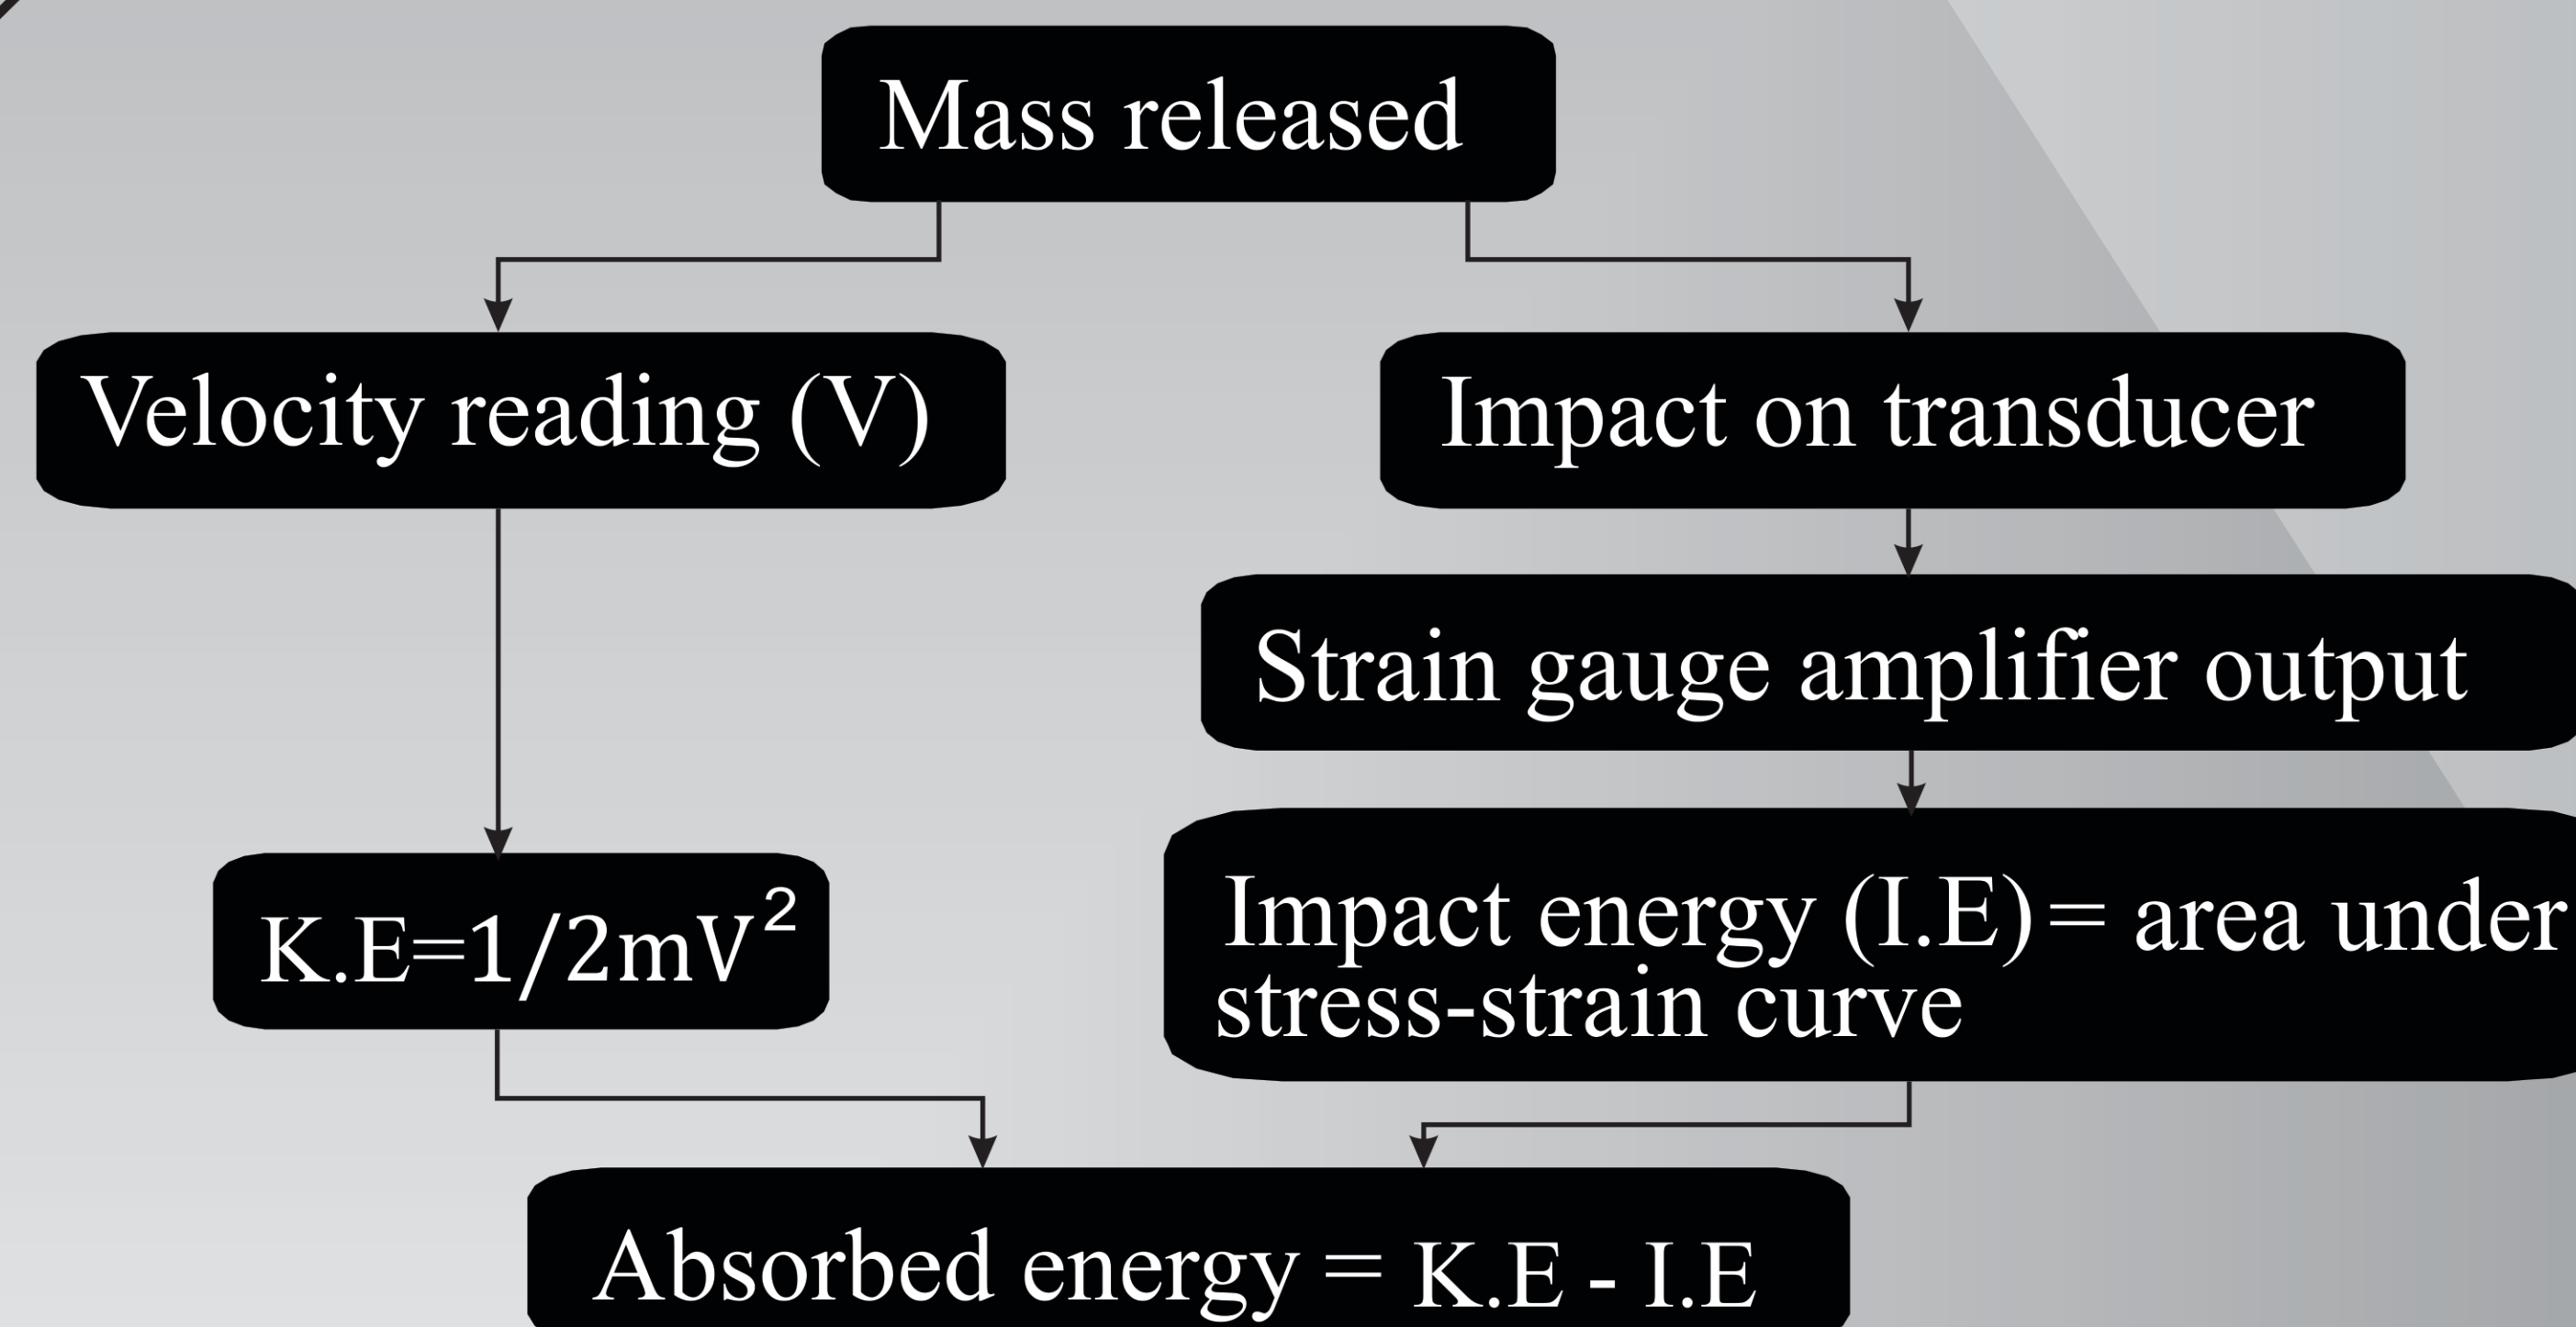 Mass released
Velocity reading (V)
Impact on transducer
Strain gauge amplifier output
K.E=1/2mV²
Impact energy (I.E) = area under
stress-strain curve
Absorbed energy = K.E - I.E